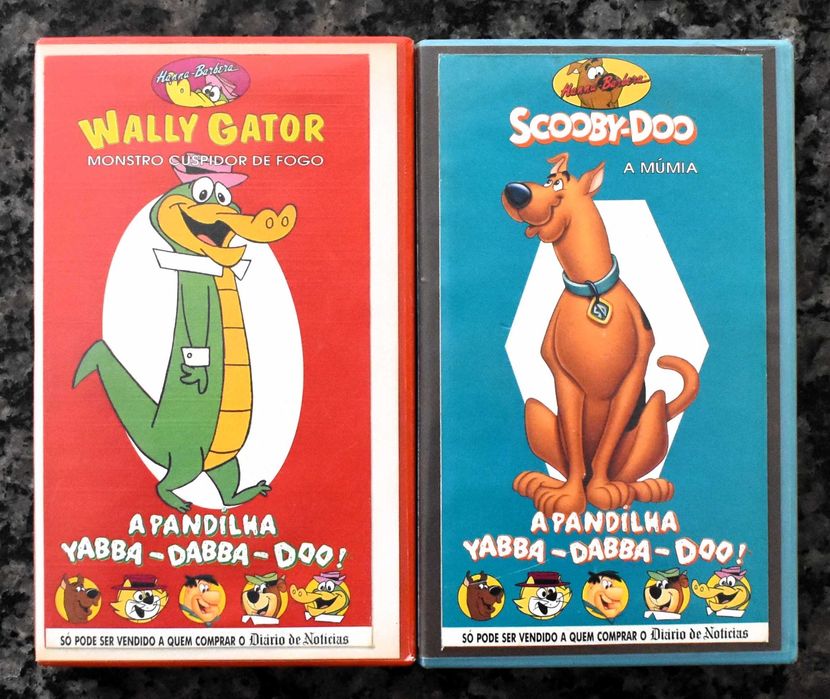 Hanna-Barbera
WALLY GATOR
MONSTRO CUSPIDOR DE FOGO
A PANDILHA
YABBA-DABBA-DOO!
SÓ PODE SER VENDIDO A QUEM COMPRAR O Diário de Notícias
Hanna-Barbera
SCOOBY-DOO
A MÚMIA
SD
A PANDILHA
YABBA-DABBA-DOO!
SÓ PODE SER VENDIDO A QUEM COMPRAR O Diário de Notícias